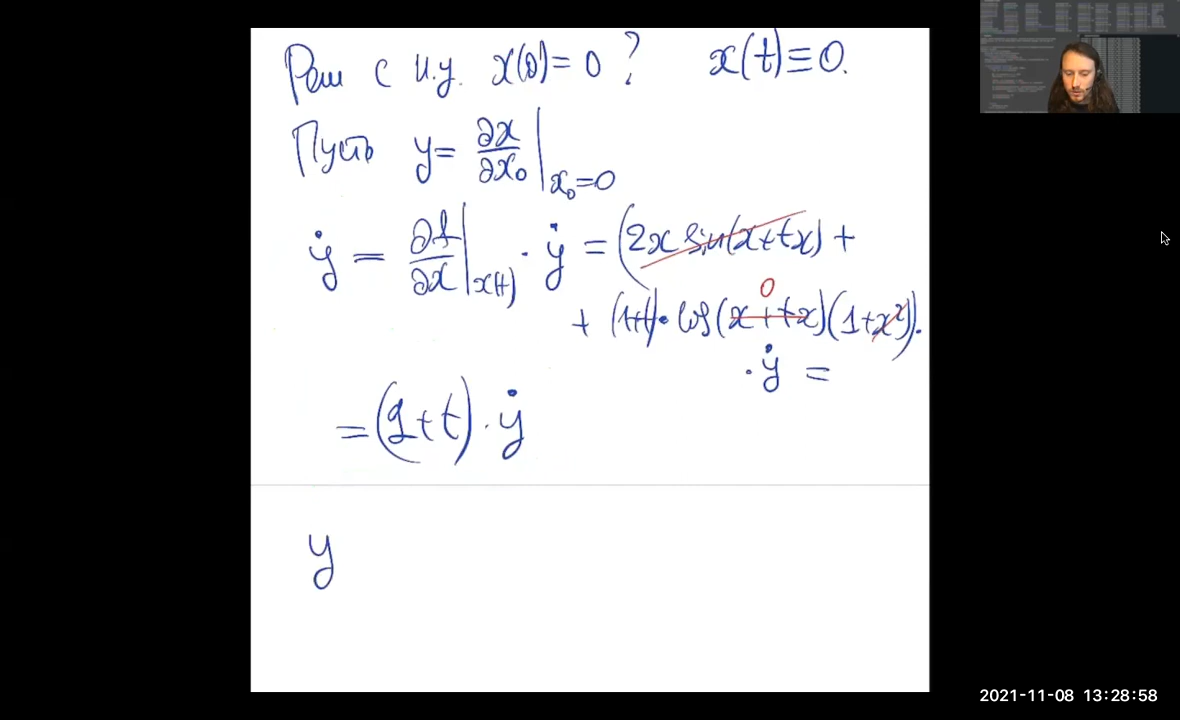 Реш с н.у. x(0)=0 ? x(t)≡0.
Пусть y= ∂x/∂x₀ |x₀=0
ẏ = ∂f/∂x |x(t) · ẏ = (2x sin(x+tx) +
0
+ (1+t)· cos(x+tx)(1+x²)).
· ẏ =
= (1+t) · ẏ
y
2021-11-08 13:28:58